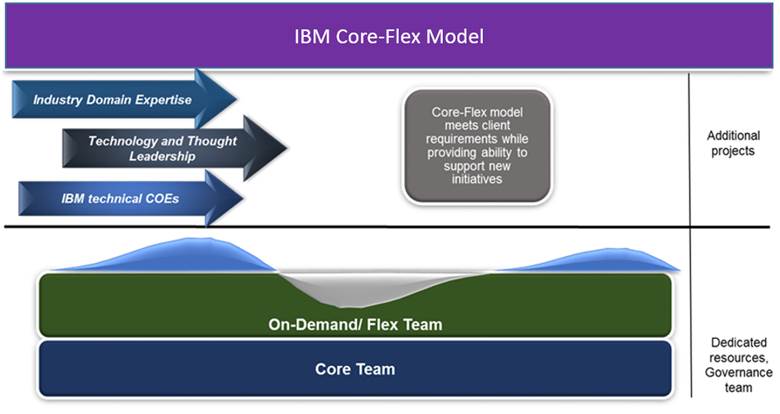 IBM Core-Flex Model
Industry Domain Expertise
Technology and Thought
Leadership
IBM technical COEs
Core-Flex model
meets client
requirements while
providing ability to
support new
initiatives
Additional
projects
On-Demand/ Flex Team
Core Team
Dedicated
resources,
Governance
team